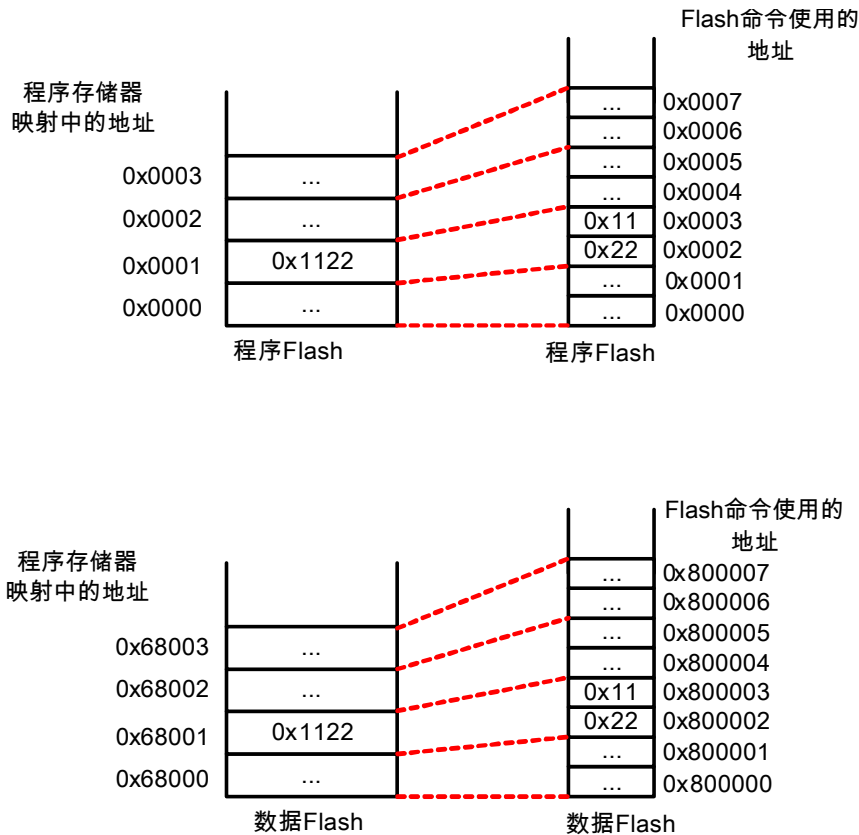 Flash命令使用的
地址
程序存储器
映射中的地址
... 0x0007
... 0x0006
... 0x0005
... 0x0004
0x11 0x0003
0x22 0x0002
... 0x0001
... 0x0000
0x0003 ...
0x0002 ...
0x0001 0x1122
0x0000 ...
程序Flash
程序Flash
Flash命令使用的
地址
程序存储器
映射中的地址
... 0x800007
... 0x800006
... 0x800005
... 0x800004
0x11 0x800003
0x22 0x800002
... 0x800001
... 0x800000
0x68003 ...
0x68002 ...
0x68001 0x1122
0x68000 ...
数据Flash
数据Flash